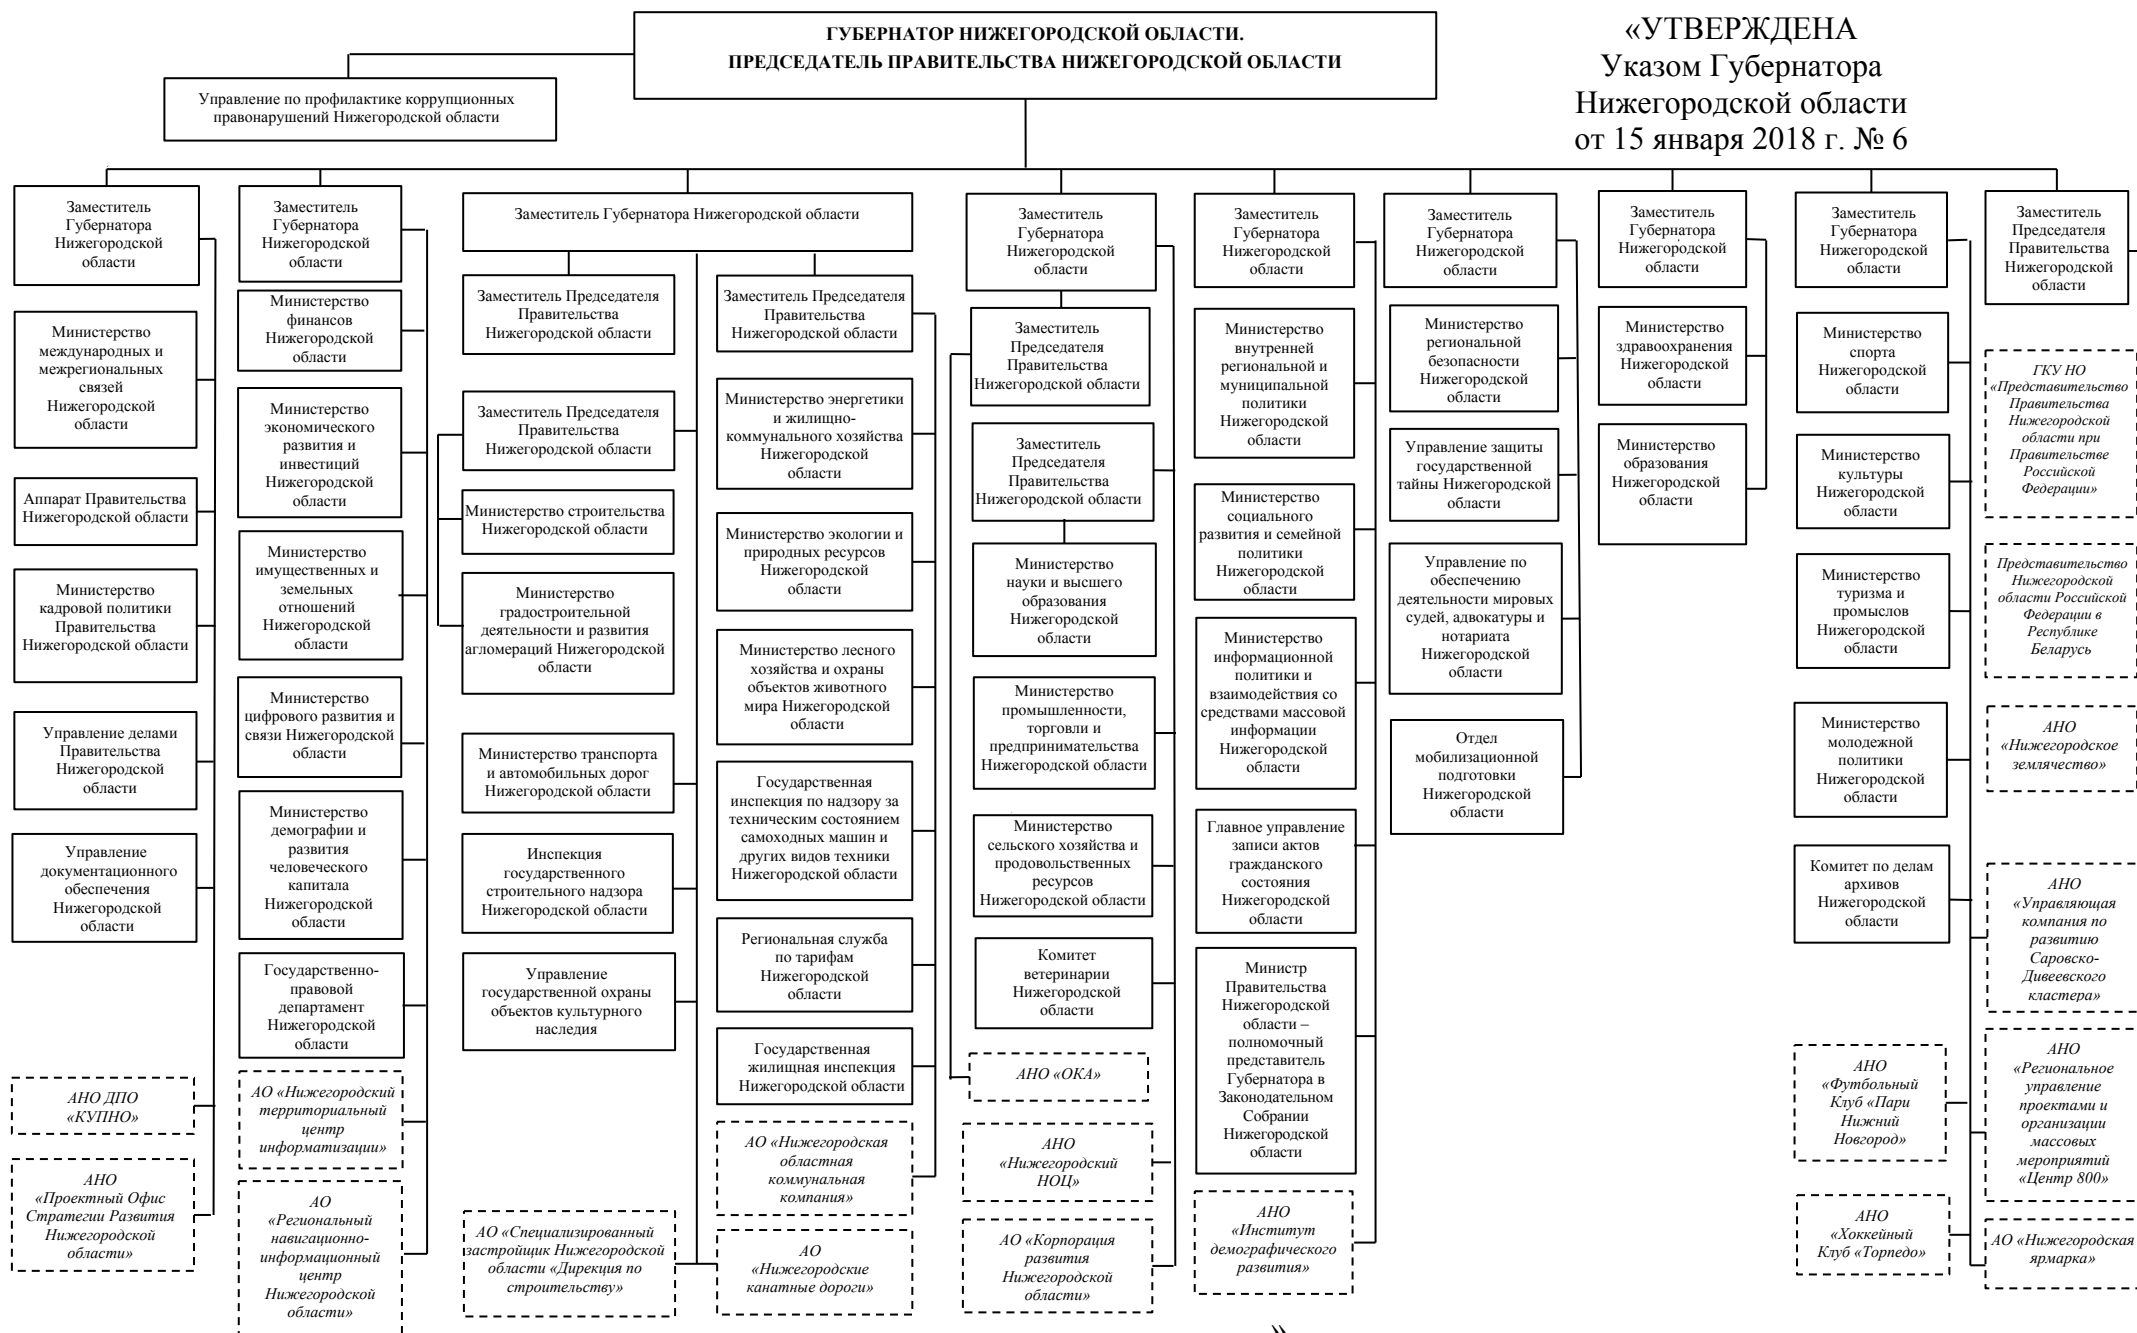 ГУБЕРНАТОР НИЖЕГОРОДСКОЙ ОБЛАСТИ.
ПРЕДСЕДАТЕЛЬ ПРАВИТЕЛЬСТВА НИЖЕГОРОДСКОЙ ОБЛАСТИ
«УТВЕРЖДЕНА
Указом Губернатора
Нижегородской области
от 15 января 2018 г. № 6
Управление по профилактике коррупционных
правонарушений Нижегородской области
Заместитель
Губернатора
Нижегородской
области
Министерство
международных и
межрегиональных
связей
Нижегородской
области
Аппарат Правительства
Нижегородской области
Министерство
кадровой политики
Правительства
Нижегородской области
Управление делами
Правительства
Нижегородской
области
Управление
документационного
обеспечения
Нижегородской
области
АНО ДПО
«КУПНО»
АНО
«Проектный Офис
Стратегии Развития
Нижегородской
области»
Заместитель
Губернатора
Нижегородской
области
Министерство
финансов
Нижегородской
области
Министерство
экономического
развития и
инвестиций
Нижегородской
области
Министерство
имущественных и
земельных
отношений
Нижегородской
области
Министерство
цифрового развития и
связи Нижегородской
области
Министерство
демографии и
развития
человеческого
капитала
Нижегородской
области
Государственно-
правовой
департамент
Нижегородской
области
АО «Нижегородский
территориальный
центр
информатизации»
АО
«Региональный
навигационно-
информационный
центр
Нижегородской
области»
Заместитель Губернатора Нижегородской области
Заместитель Председателя
Правительства
Нижегородской области
Заместитель Председателя
Правительства
Нижегородской области
Министерство строительства
Нижегородской области
Министерство
градостроительной
деятельности и развития
агломераций Нижегородской
области
Министерство транспорта
и автомобильных дорог
Нижегородской области
Инспекция
государственного
строительного надзора
Нижегородской области
Управление
государственной охраны
объектов культурного
наследия
АО «Специализированный
застройщик Нижегородской
области «Дирекция по
строительству»
Заместитель Председателя
Правительства
Нижегородской области
Министерство энергетики
и жилищно-
коммунального хозяйства
Нижегородской
области
Министерство экологии и
природных ресурсов
Нижегородской
области
Министерство лесного
хозяйства и охраны
объектов животного
мира Нижегородской
области
Государственная
инспекция по надзору за
техническим состоянием
самоходных машин и
других видов техники
Нижегородской области
Региональная служба
по тарифам
Нижегородской
области
Государственная
жилищная инспекция
Нижегородской области
АО «Нижегородская
областная
коммунальная
компания»
АО
«Нижегородские
канатные дороги»
Заместитель
Губернатора
Нижегородской
области
Заместитель
Председателя
Правительства
Нижегородской области
Заместитель
Председателя
Правительства
Нижегородской области
Министерство
науки и высшего
образования
Нижегородской
области
Министерство
промышленности,
торговли и
предпринимательства
Нижегородской области
Министерство
сельского хозяйства и
продовольственных
ресурсов
Нижегородской области
Комитет
ветеринарии
Нижегородской
области
АНО «ОКА»
АНО
«Нижегородский
НОЦ»
АО «Корпорация
развития
Нижегородской
области»
Заместитель
Губернатора
Нижегородской
области
Министерство
внутренней
региональной и
муниципальной
политики
Нижегородской
области
Министерство
социального
развития и семейной
политики
Нижегородской
области
Министерство
информационной
политики и
взаимодействия со
средствами массовой
информации
Нижегородской
области
Главное управление
записи актов
гражданского
состояния
Нижегородской
области
Министр
Правительства
Нижегородской
области –
полномочный
представитель
Губернатора в
Законодательном
Собрании
Нижегородской
области
АНО
«Институт
демографического
развития»
Заместитель
Губернатора
Нижегородской
области
Министерство
региональной
безопасности
Нижегородской
области
Управление защиты
государственной
тайны Нижегородской
области
Управление по
обеспечению
деятельности мировых
судей, адвокатуры и
нотариата
Нижегородской
области
Отдел
мобилизационной
подготовки
Нижегородской
области
Заместитель
Губернатора
Нижегородской
области
Министерство
здравоохранения
Нижегородской
области
Министерство
образования
Нижегородской
области
Заместитель
Губернатора
Нижегородской
области
Министерство
спорта
Нижегородской
области
Министерство
культуры
Нижегородской
области
Министерство
туризма и
промыслов
Нижегородской
области
Министерство
молодежной
политики
Нижегородской
области
Комитет по делам
архивов
Нижегородской
области
АНО
«Футбольный
Клуб «Пари
Нижний
Новгород»
АНО
«Хоккейный
Клуб «Торпедо»
Заместитель
Председателя
Правительства
Нижегородской
области
ГКУ НО
«Представительство
Правительства
Нижегородской
области при
Правительстве
Российской
Федерации»
Представительство
Нижегородской
области Российской
Федерации в
Республике
Беларусь
АНО
«Нижегородское
землячество»
АНО
«Управляющая
компания по
развитию
Саровско-
Дивеевского
кластера»
АНО
«Региональное
управление
проектами и
организации
массовых
мероприятий
«Центр 800»
АО «Нижегородская
ярмарка»
»